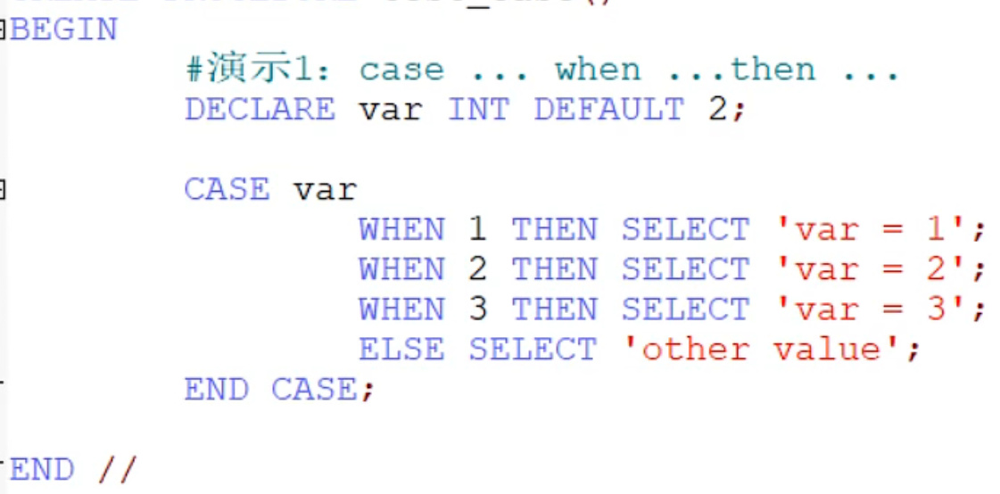 BEGIN
#演示1：case ... when ...then ...
DECLARE var INT DEFAULT 2;
CASE var
WHEN 1 THEN SELECT 'var = 1';
WHEN 2 THEN SELECT 'var = 2';
WHEN 3 THEN SELECT 'var = 3';
ELSE SELECT 'other value';
END CASE;
END //